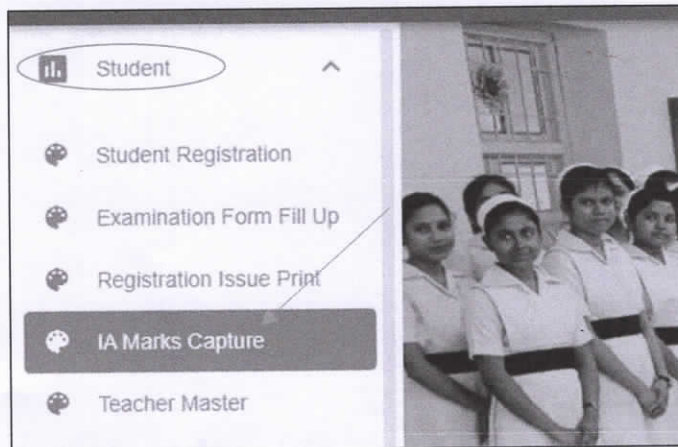 Student
Student Registration
Examination Form Fill Up
Registration Issue Print
IA Marks Capture
Teacher Master